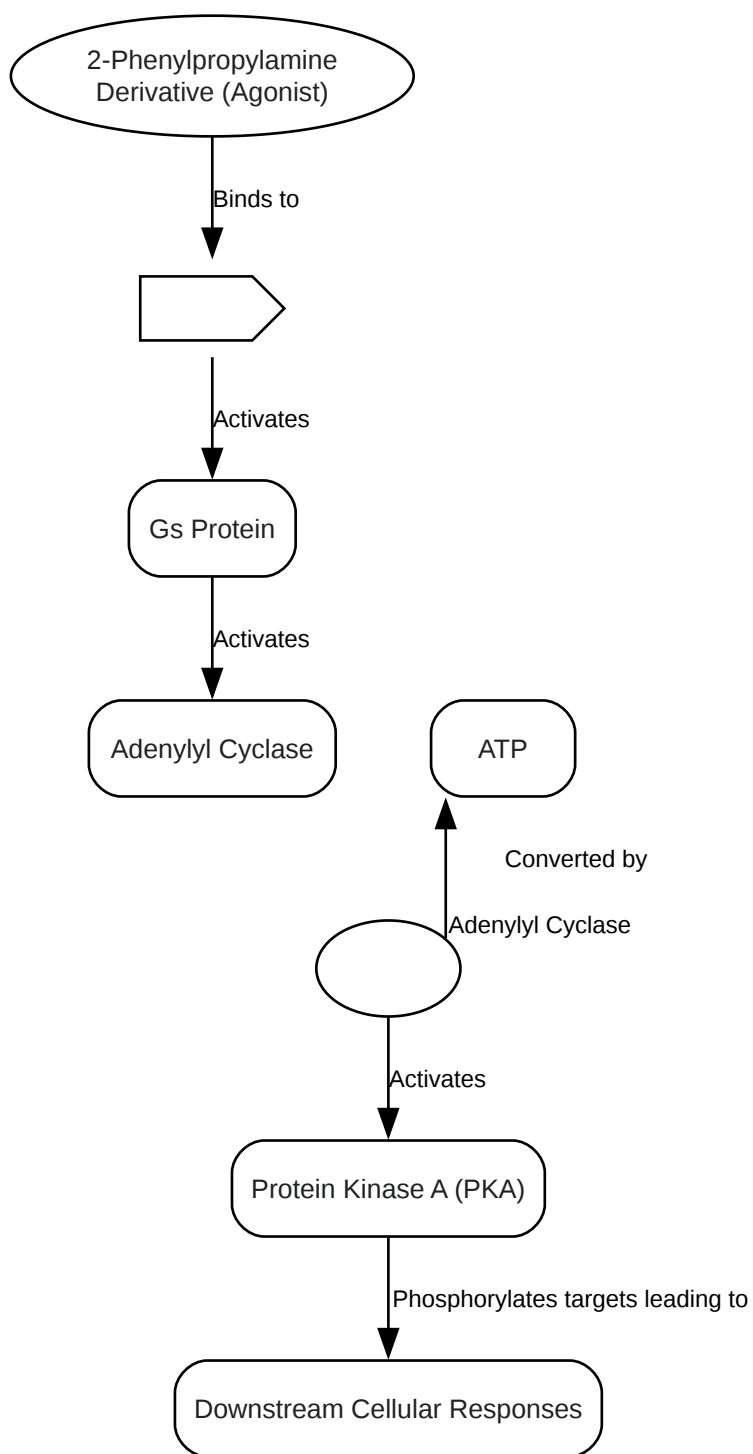 2-Phenylpropylamine
Derivative (Agonist)
Binds to
Activates
Gs Protein
Activates
Adenylyl Cyclase
ATP
Converted by
Adenylyl Cyclase
Activates
Protein Kinase A (PKA)
Phosphorylates targets leading to
Downstream Cellular Responses